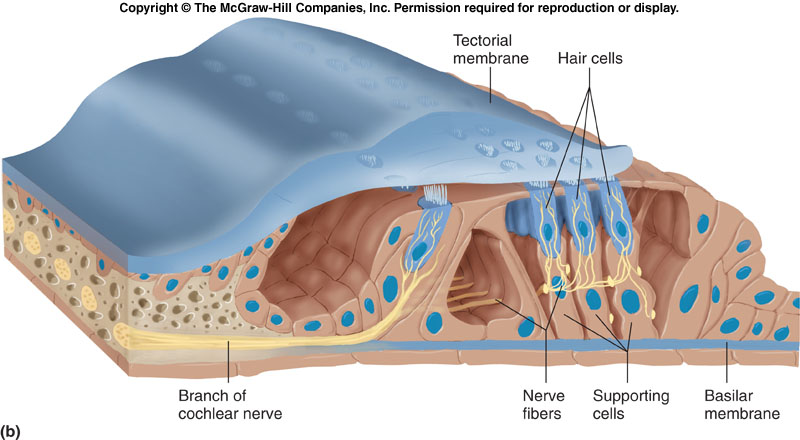 Copyright © The McGraw-Hill Companies, Inc. Permission required for reproduction or display.
Tectorial
membrane
Hair cells
Branch of
cochlear nerve
Nerve
fibers
Supporting
cells
Basilar
membrane
(b)